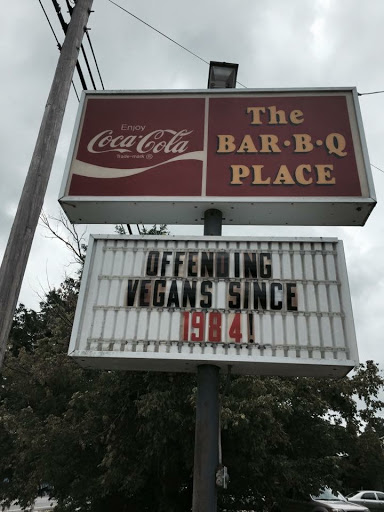 Enjoy
Coca-Cola
Trade-mark ®
The
BAR·B·Q
PLACE
OFFENDING
VEGANS SINCE
1984!